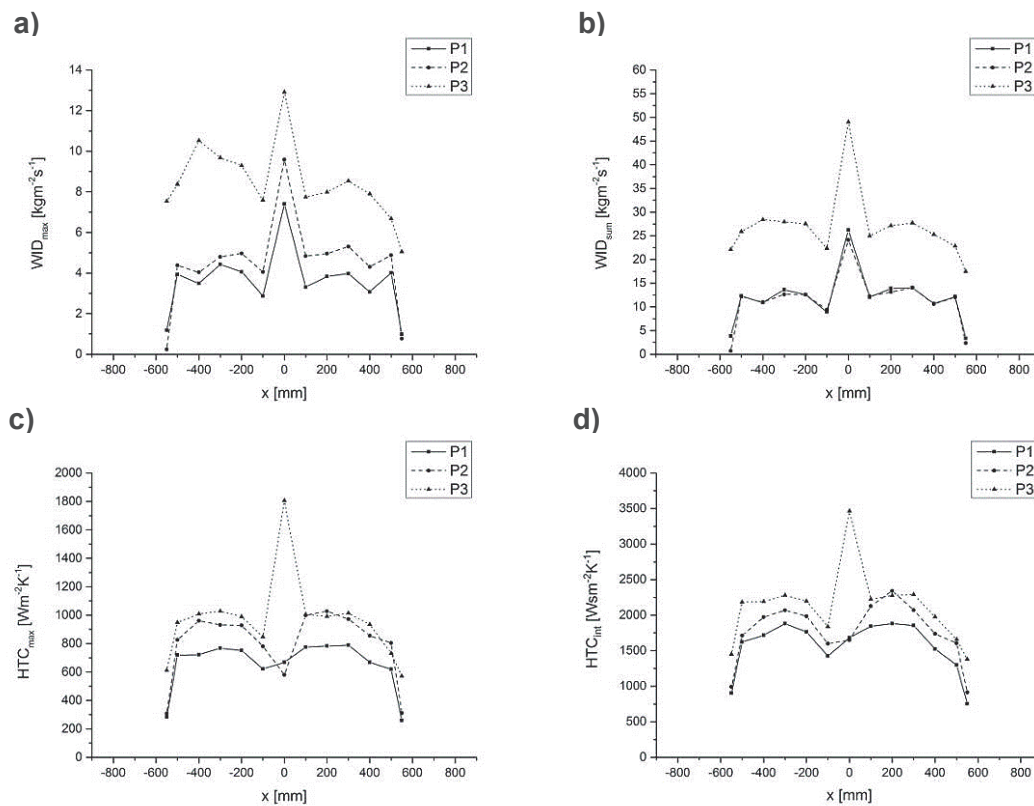 a)
P1
P2
P3
14
12
10
8
6
4
2
0
WIDmax [kgm-2s-1]
-800 -600 -400 -200 0 200 400 600 800
x [mm]
b)
P1
P2
P3
60
55
50
45
40
35
30
25
20
15
10
5
0
WIDsum [kgm-2s-1]
-800 -600 -400 -200 0 200 400 600 800
x [mm]
c)
P1
P2
P3
2000
1800
1600
1400
1200
1000
800
600
400
200
0
HTCmax [Wm-2K-1]
-800 -600 -400 -200 0 200 400 600 800
x [mm]
d)
P1
P2
P3
4000
3500
3000
2500
2000
1500
1000
500
0
HTCint [Wsm-2K-1]
-800 -600 -400 -200 0 200 400 600 800
x [mm]